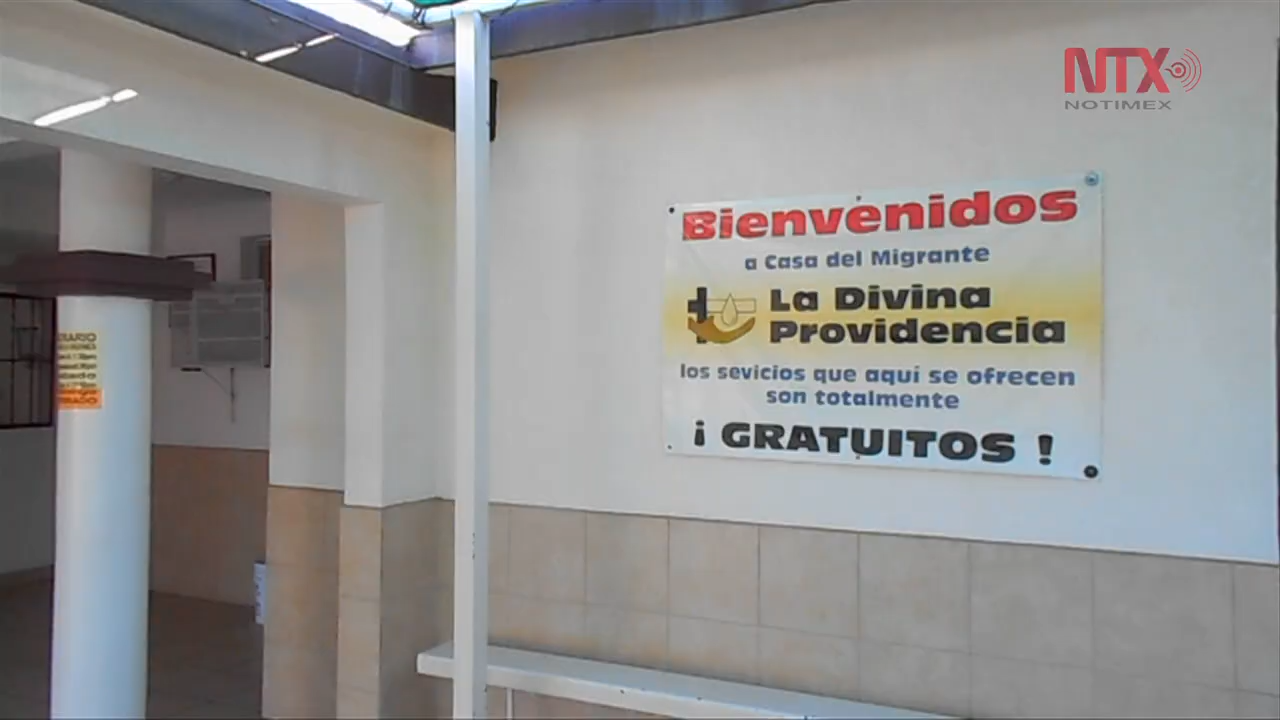 NTX
NOTIMEX
Bienvenidos
a Casa del Migrante
La Divina
Providencia
los sevicios que aquí se ofrecen
son totalmente
¡ GRATUITOS !